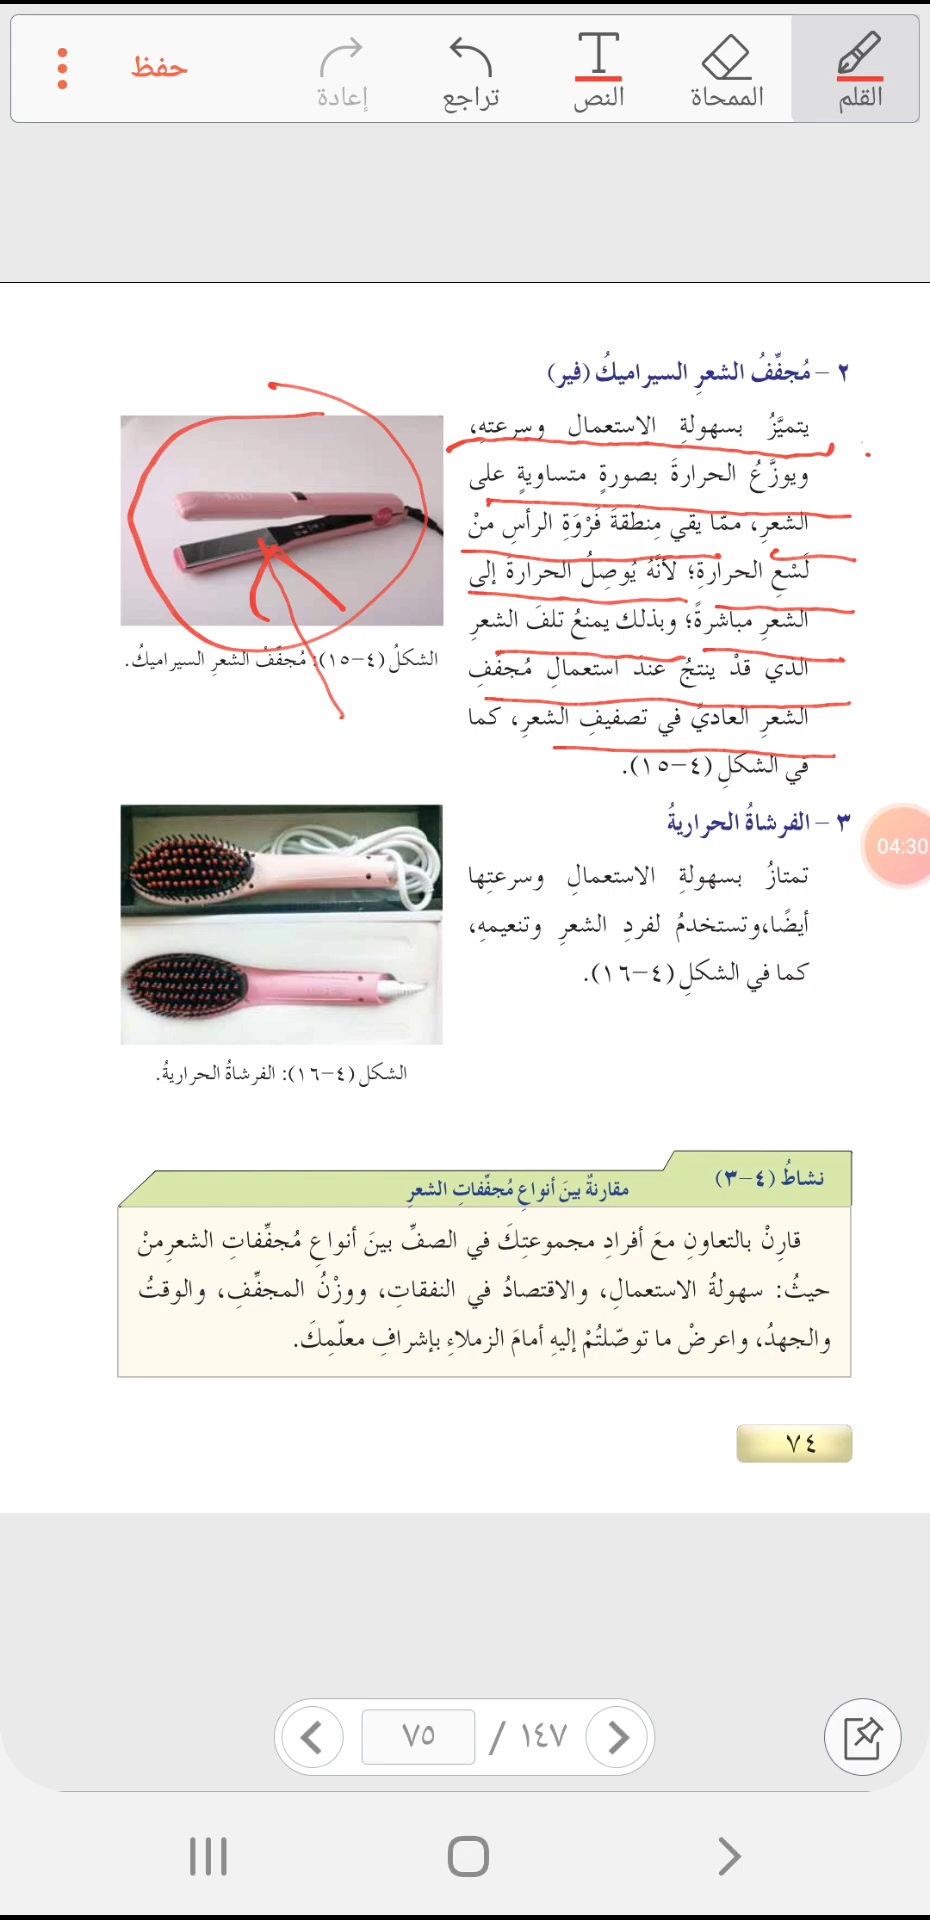 القلم
الممحاة
النص
تراجع
إعادة
حفظ
٢ – مُجفِّفُ الشعرِ السيراميكُ (فير)
يتميَّزُ بسهولةِ الاستعمال وسرعتهِ،
ويوزَّعُ الحرارةَ بصورةٍ متساويةٍ على
الشعرِ، ممّا يقي مِنطقةَ فَرْوَةِ الرأسِ منْ
لَسْعِ الحرارةِ؛ لأنَّهُ يُوصِلُ الحرارةَ إلى
الشعرِ مباشرةً؛ وبذلك يمنعُ تلفَ الشعرِ
الذي قدْ ينتجُ عندَ استعمالِ مُجففِ
الشعرِ العاديِّ في تصفيفِ الشعرِ، كما
في الشكلِ (٤–١٥).
الشكلُ (٤–١٥): مُجفِّفُ الشعرِ السيراميكُ.
٣ – الفرشاةُ الحراريةُ
تمتازُ بسهولةِ الاستعمالِ وسرعتِها
أيضًا،وتستخدمُ لفردِ الشعرِ وتنعيمهِ،
كما في الشكلِ (٤–١٦).
الشكل (٤–١٦): الفرشاةُ الحراريةُ.
04:30
نشاطُ (٤–٣)
مقارنةٌ بينَ أنواعِ مُجفِّفاتِ الشعرِ
قارِنْ بالتعاونِ معَ أفرادِ مجموعتِكَ في الصفِّ بينَ أنواعِ مُجفِّفاتِ الشعرِ منْ
حيثُ: سهولةُ الاستعمالِ، والاقتصادُ في النفقاتِ، ووزْنُ المجفِّفِ، والوقتُ
والجهدُ، واعرضْ ما توصّلتُمْ إليهِ أمامَ الزملاءِ بإشرافِ معلّمِكَ.
٧٤
٧٥ / ١٤٧